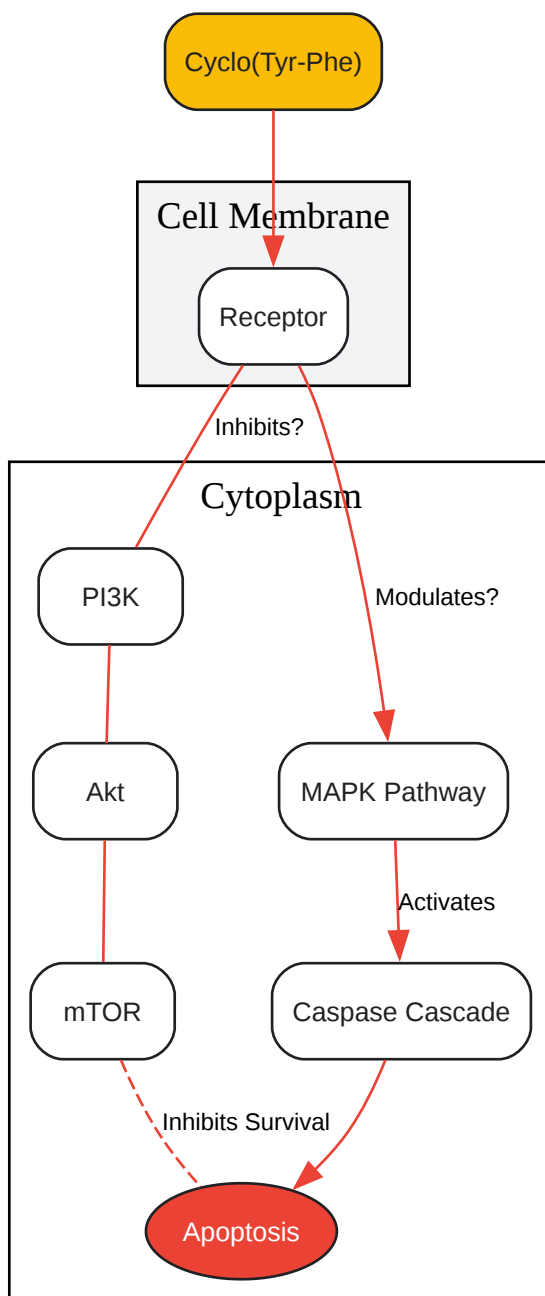 Cyclo(Tyr-Phe)
Cell Membrane
Receptor
Inhibits?
Cytoplasm
PI3K
Modulates?
Akt
MAPK Pathway
Activates
mTOR
Caspase Cascade
Inhibits Survival
Apoptosis